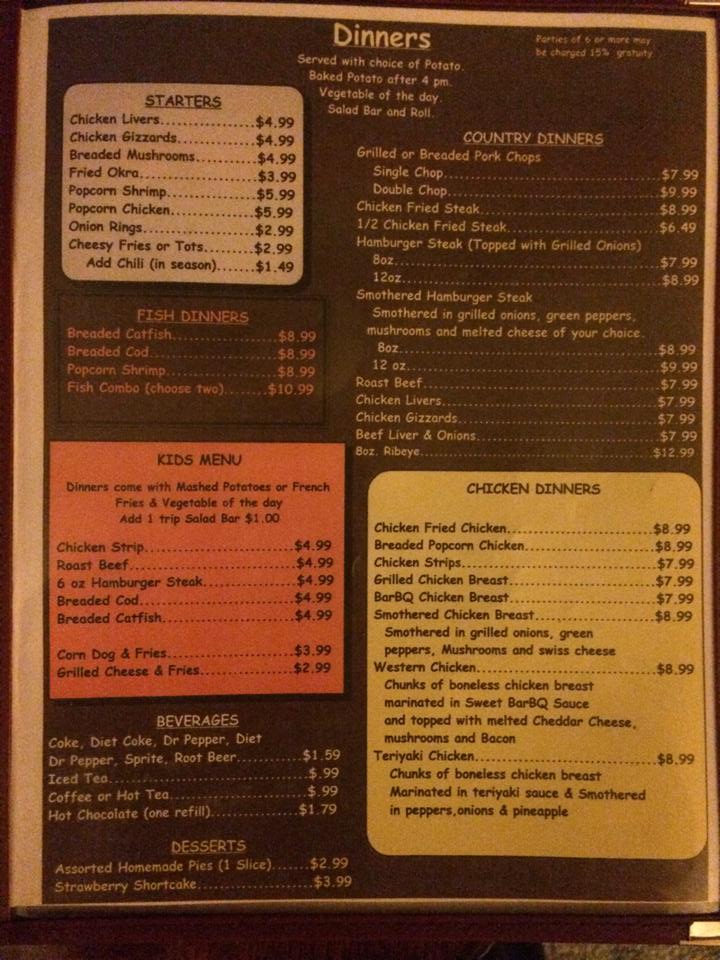 Dinners
Served with choice of Potato.
Baked Potato after 4 pm.
Vegetable of the day.
Salad Bar and Roll.
Parties of 6 or more may
be charged 15% gratuity
STARTERS
Chicken Livers..................$4.99
Chicken Gizzards...............$4.99
Breaded Mushrooms...........$4.99
Fried Okra.......................$3.99
Popcorn Shrimp.................$5.99
Popcorn Chicken................$5.99
Onion Rings......................$2.99
Cheesy Fries or Tots..........$2.99
Add Chili (in season).......$1.49
FISH DINNERS
Breaded Catfish..................$8.99
Breaded Cod......................$8.99
Popcorn Shrimp..................$8.99
Fish Combo (choose two)........$10.99
KIDS MENU
Dinners come with Mashed Potatoes or French
Fries & Vegetable of the day
Add 1 trip Salad Bar $1.00
Chicken Strip........................$4.99
Roast Beef...........................$4.99
6 oz Hamburger Steak.............$4.99
Breaded Cod.........................$4.99
Breaded Catfish.....................$4.99
Corn Dog & Fries....................$3.99
Grilled Cheese & Fries..............$2.99
BEVERAGES
Coke, Diet Coke, Dr Pepper, Diet
Dr Pepper, Sprite, Root Beer...........$1.59
Iced Tea..................................$.99
Coffee or Hot Tea.......................$.99
Hot Chocolate (one refill)..............$1.79
DESSERTS
Assorted Homemade Pies (1 Slice).......$2.99
Strawberry Shortcake....................$3.99
COUNTRY DINNERS
Grilled or Breaded Pork Chops
Single Chop...................................$7.99
Double Chop...................................$9.99
Chicken Fried Steak.............................$8.99
1/2 Chicken Fried Steak.........................$6.49
Hamburger Steak (Topped with Grilled Onions)
8oz............................................$7.99
12oz...........................................$8.99
Smothered Hamburger Steak
Smothered in grilled onions, green peppers,
mushrooms and melted cheese of your choice.
8oz............................................$8.99
12 oz..........................................$9.99
Roast Beef......................................$7.99
Chicken Livers..................................$7.99
Chicken Gizzards................................$7.99
Beef Liver & Onions.............................$7.99
8oz. Ribeye.....................................$12.99
CHICKEN DINNERS
Chicken Fried Chicken..........................$8.99
Breaded Popcorn Chicken.......................$8.99
Chicken Strips..................................$7.99
Grilled Chicken Breast..........................$7.99
BarBQ Chicken Breast...........................$7.99
Smothered Chicken Breast......................$8.99
Smothered in grilled onions, green
peppers, Mushrooms and swiss cheese
Western Chicken................................$8.99
Chunks of boneless chicken breast
marinated in Sweet BarBQ Sauce
and topped with melted Cheddar Cheese,
mushrooms and Bacon
Teriyaki Chicken................................$8.99
Chunks of boneless chicken breast
Marinated in teriyaki sauce & Smothered
in peppers,onions & pineapple